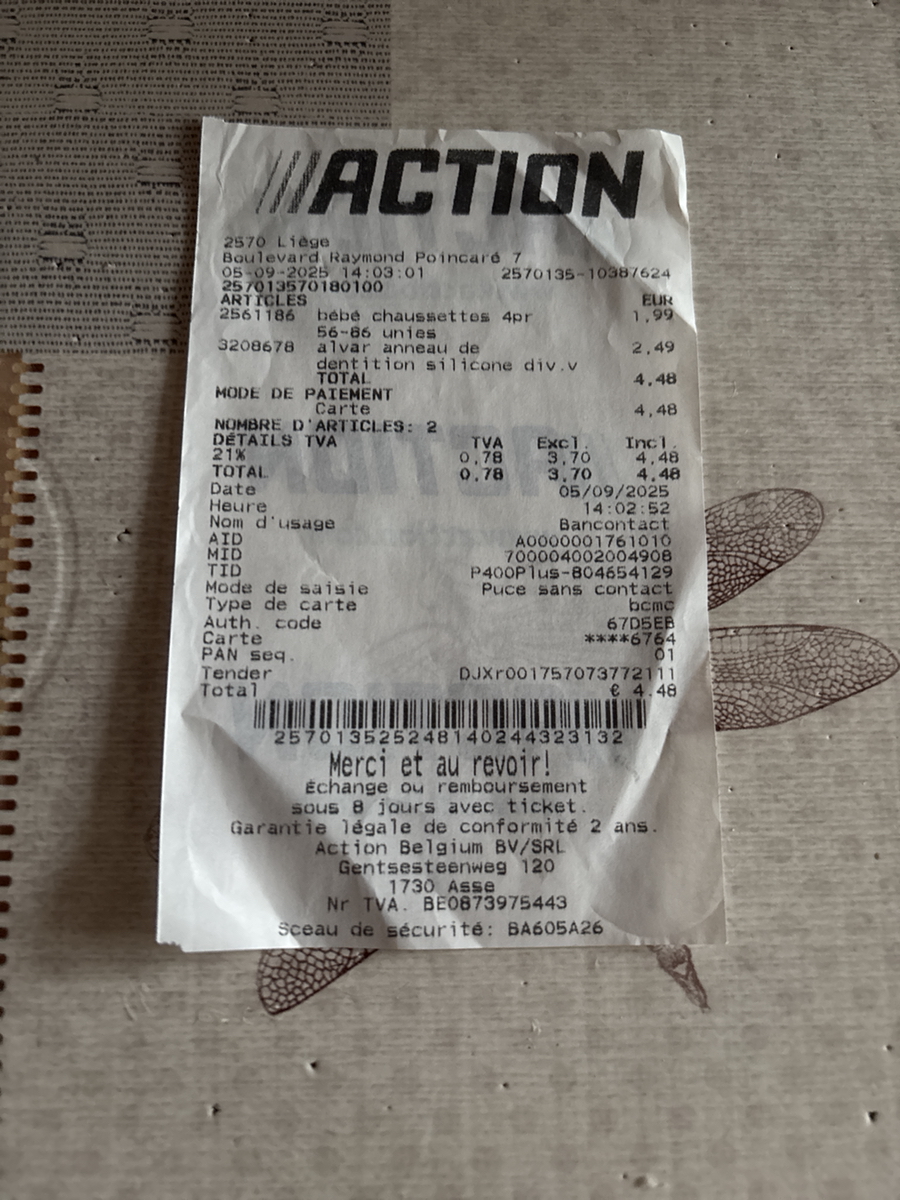 ///ACTION
2570 Liège
Boulevard Raymond Poincaré 7
05-09-2025 14:03:01 2570135-10387624
257013570180100
ARTICLES EUR
2561186 bébé chaussettes 4pr 1,99
56-86 unies
3208678 alvar anneau de 2,49
dentition silicone div.v
TOTAL 4,48
MODE DE PAIEMENT
Carte 4,48
NOMBRE D'ARTICLES: 2
DÉTAILS TVA TVA Excl. Incl.
21% 0,78 3,70 4,48
TOTAL 0,78 3,70 4,48
Date 05/09/2025
Heure 14:02:52
Nom d'usage Bancontact
AID A0000001761010
MID 700004002004908
TID P400Plus-804654129
Mode de saisie Puce sans contact
Type de carte bcmc
Auth. code 67D5EB
Carte ****6764
PAN seq. 01
Tender DJXr001757073772111
Total € 4.48
2570135252481402443​23132
Merci et au revoir!
Échange ou remboursement
sous 8 jours avec ticket.
Garantie légale de conformité 2 ans.
Action Belgium BV/SRL
Gentsesteenweg 120
1730 Asse
Nr TVA. BE0873975443
Sceau de sécurité: BA605A26